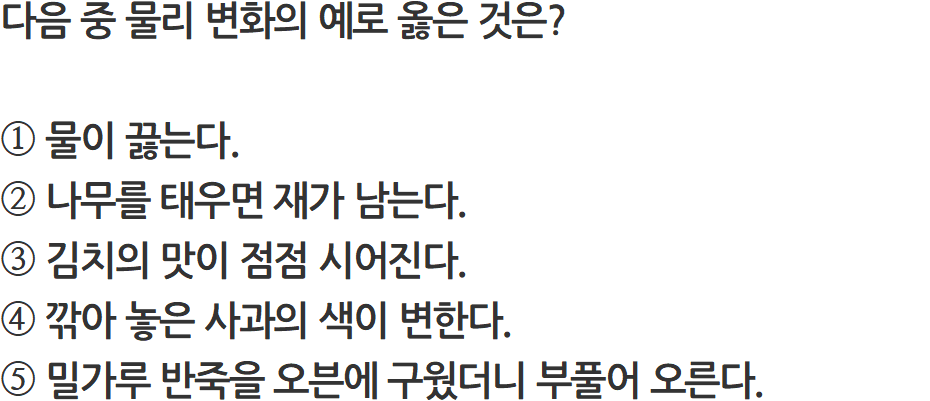 다음 중 물리 변화의 예로 옳은 것은?
① 물이 끓는다.
② 나무를 태우면 재가 남는다.
③ 김치의 맛이 점점 시어진다.
④ 깎아 놓은 사과의 색이 변한다.
⑤ 밀가루 반죽을 오븐에 구웠더니 부풀어 오른다.